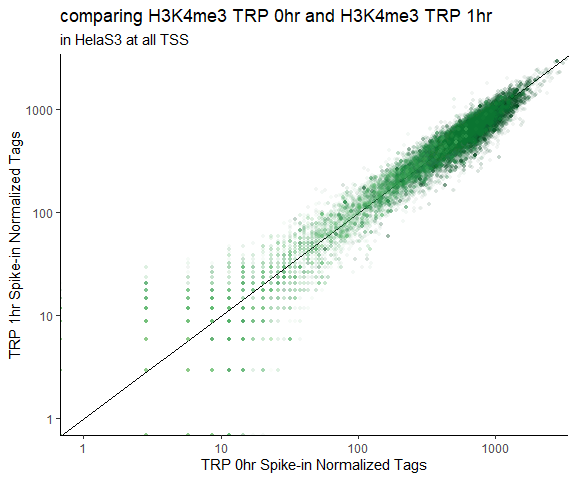 comparing H3K4me3 TRP 0hr and H3K4me3 TRP 1hr
in HelaS3 at all TSS
TRP 1hr Spike-in Normalized Tags
1000
100
10
1
1 10 100 1000
TRP 0hr Spike-in Normalized Tags